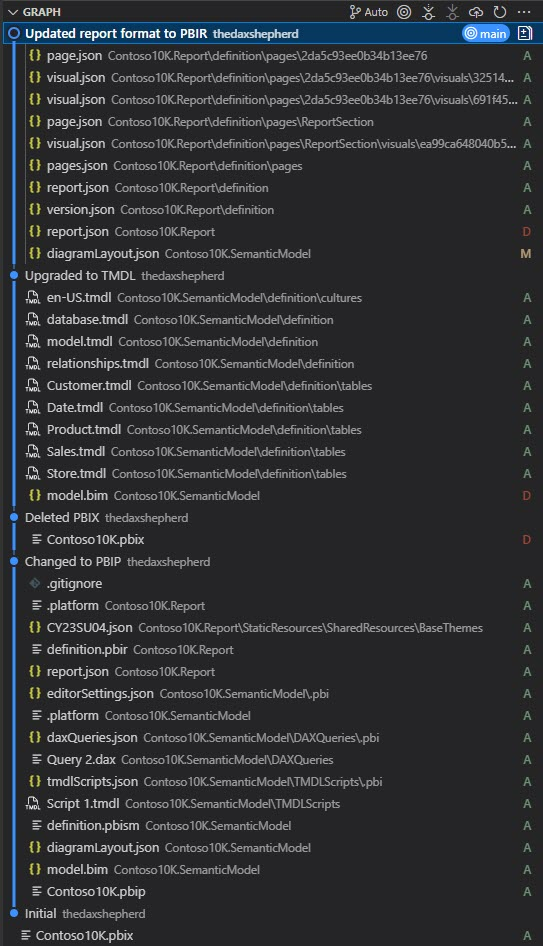 GRAPH Auto
Updated report format to PBIR thedaxshepherd main
page.json Contoso10K.Report\definition\pages\2da5c93ee0b34b13ee76 A
visual.json Contoso10K.Report\definition\pages\2da5c93ee0b34b13ee76\visuals\32514... A
visual.json Contoso10K.Report\definition\pages\2da5c93ee0b34b13ee76\visuals\691f45... A
page.json Contoso10K.Report\definition\pages\ReportSection A
visual.json Contoso10K.Report\definition\pages\ReportSection\visuals\ea99ca648040b5... A
pages.json Contoso10K.Report\definition\pages A
report.json Contoso10K.Report\definition A
version.json Contoso10K.Report\definition A
report.json Contoso10K.Report D
diagramLayout.json Contoso10K.SemanticModel M
Upgraded to TMDL thedaxshepherd
TMDL en-US.tmdl Contoso10K.SemanticModel\definition\cultures A
TMDL database.tmdl Contoso10K.SemanticModel\definition A
TMDL model.tmdl Contoso10K.SemanticModel\definition A
TMDL relationships.tmdl Contoso10K.SemanticModel\definition A
TMDL Customer.tmdl Contoso10K.SemanticModel\definition\tables A
TMDL Date.tmdl Contoso10K.SemanticModel\definition\tables A
TMDL Product.tmdl Contoso10K.SemanticModel\definition\tables A
TMDL Sales.tmdl Contoso10K.SemanticModel\definition\tables A
TMDL Store.tmdl Contoso10K.SemanticModel\definition\tables A
model.bim Contoso10K.SemanticModel D
Deleted PBIX thedaxshepherd
Contoso10K.pbix D
Changed to PBIP thedaxshepherd
.gitignore A
.platform Contoso10K.Report A
CY23SU04.json Contoso10K.Report\StaticResources\SharedResources\BaseThemes A
definition.pbir Contoso10K.Report A
report.json Contoso10K.Report A
editorSettings.json Contoso10K.SemanticModel\.pbi A
.platform Contoso10K.SemanticModel A
daxQueries.json Contoso10K.SemanticModel\DAXQueries\.pbi A
Query 2.dax Contoso10K.SemanticModel\DAXQueries A
tmdlScripts.json Contoso10K.SemanticModel\TMDLScripts\.pbi A
TMDL Script 1.tmdl Contoso10K.SemanticModel\TMDLScripts A
definition.pbism Contoso10K.SemanticModel A
diagramLayout.json Contoso10K.SemanticModel A
model.bim Contoso10K.SemanticModel A
Contoso10K.pbip A
Initial thedaxshepherd
Contoso10K.pbix A